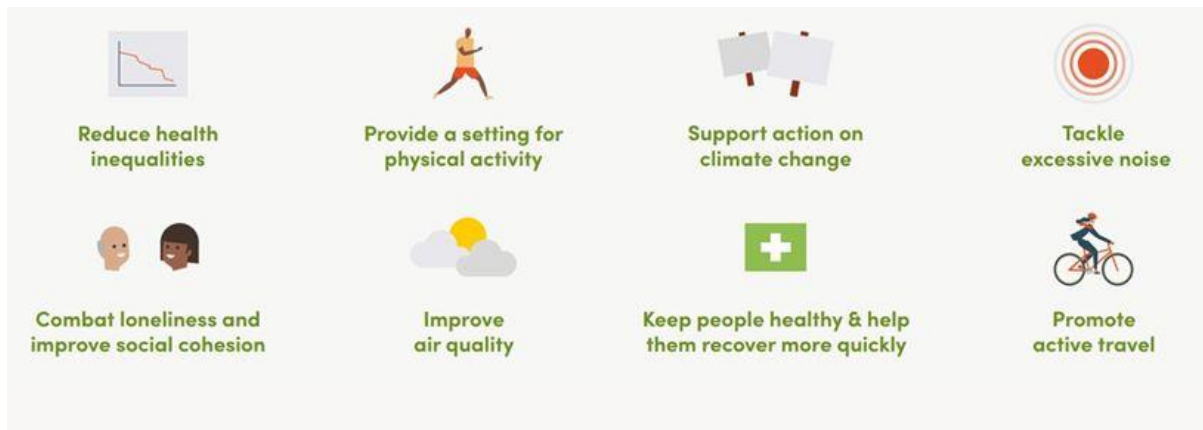 Reduce health
inequalities
Provide a setting for
physical activity
Support action on
climate change
Tackle
excessive noise
Combat loneliness and
improve social cohesion
Improve
air quality
Keep people healthy & help
them recover more quickly
Promote
active travel